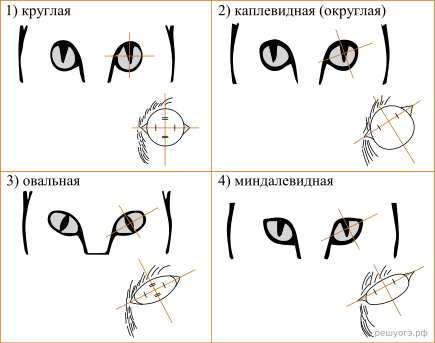 1) круглая
2) каплевидная (округлая)
3) овальная
4) миндалевидная
решуогэ.рф